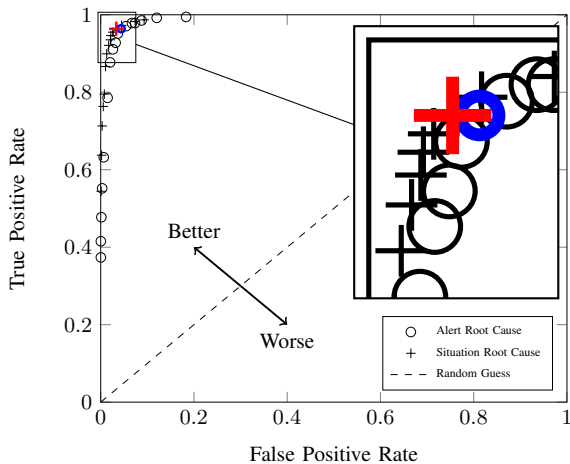 1
0.8
0.6
0.4
0.2
0
0
0.2
0.4
0.6
0.8
1
True Positive Rate
False Positive Rate
Better
Worse
Alert Root Cause
Situation Root Cause
Random Guess